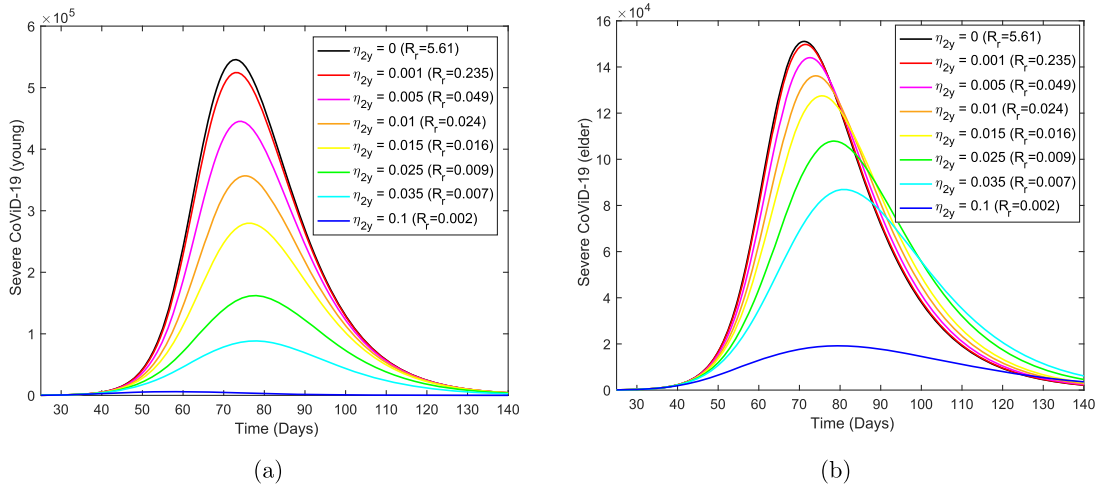 ×10⁵
6
5
4
3
2
1
0
Severe CoViD-19 (young)
η2y = 0 (Rr=5.61)
η2y = 0.001 (Rr=0.235)
η2y = 0.005 (Rr=0.049)
η2y = 0.01 (Rr=0.024)
η2y = 0.015 (Rr=0.016)
η2y = 0.025 (Rr=0.009)
η2y = 0.035 (Rr=0.007)
η2y = 0.1 (Rr=0.002)
30 40 50 60 70 80 90 100 110 120 130 140
Time (Days)
(a)
×10⁴
16
14
12
10
8
6
4
2
0
Severe CoViD-19 (elder)
η2y = 0 (Rr=5.61)
η2y = 0.001 (Rr=0.235)
η2y = 0.005 (Rr=0.049)
η2y = 0.01 (Rr=0.024)
η2y = 0.015 (Rr=0.016)
η2y = 0.025 (Rr=0.009)
η2y = 0.035 (Rr=0.007)
η2y = 0.1 (Rr=0.002)
30 40 50 60 70 80 90 100 110 120 130 140
Time (Days)
(b)